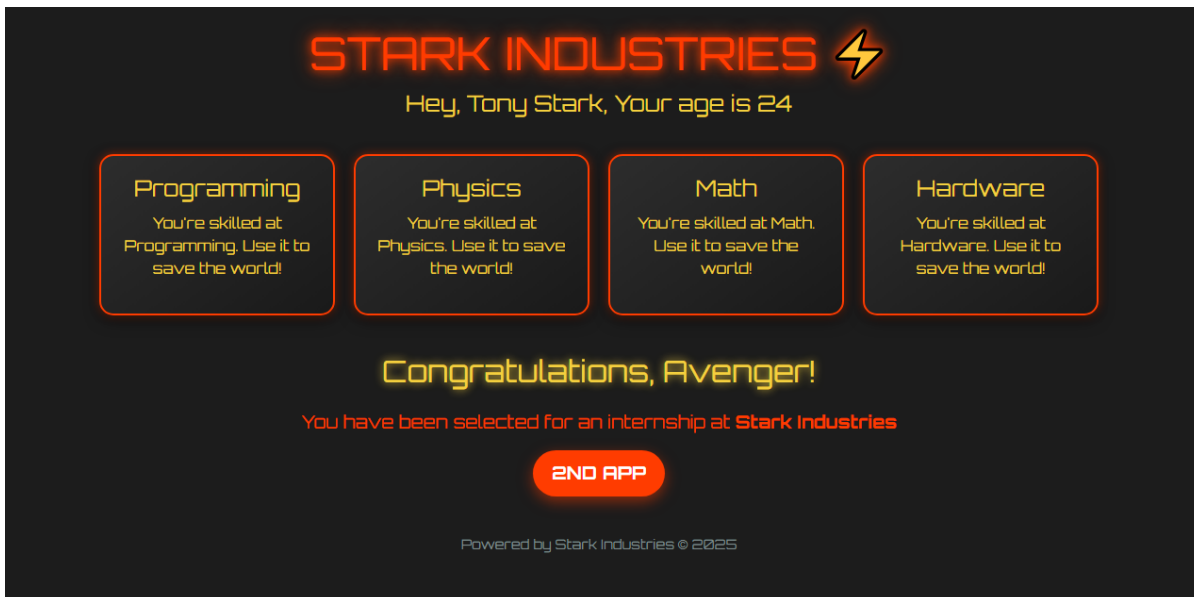 STARK INDUSTRIES ⚡
Hey, Tony Stark, Your age is 24
Programming
You're skilled at
Programming. Use it to
save the world!
Physics
You're skilled at
Physics. Use it to save
the world!
Math
You're skilled at Math.
Use it to save the
world!
Hardware
You're skilled at
Hardware. Use it to
save the world!
Congratulations, Avenger!
You have been selected for an internship at Stark Industries
2ND APP
Powered by Stark Industries © 2025